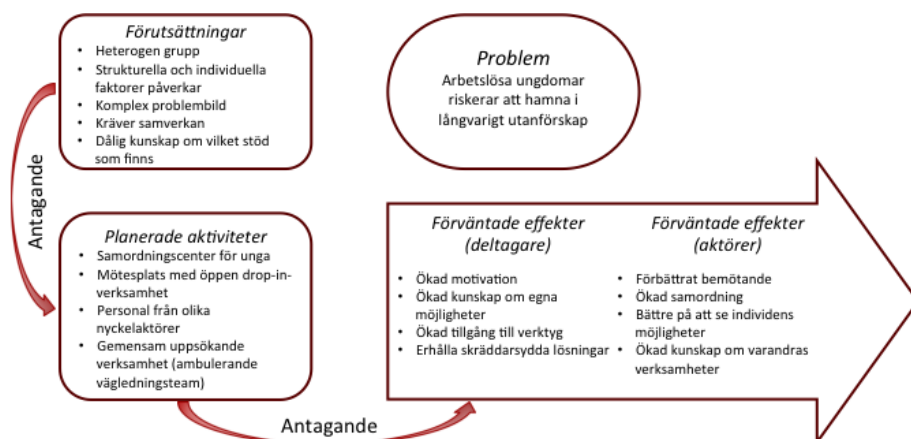 Förutsättningar
• Heterogen grupp
• Strukturella och individuella
faktorer påverkar
• Komplex problembild
• Kräver samverkan
• Dålig kunskap om vilket stöd
som finns
Problem
Arbetslösa ungdomar
riskerar att hamna i
långvarigt utanförskap
Antagande
Planerade aktiviteter
• Samordningscenter för unga
• Mötesplats med öppen drop-in-
verksamhet
• Personal från olika
nyckelaktörer
• Gemensam uppsökande
verksamhet (ambulerande
vägledningsteam)
Antagande
Förväntade effekter
(deltagare)
• Ökad motivation
• Ökad kunskap om egna
möjligheter
• Ökad tillgång till verktyg
• Erhålla skräddarsydda lösningar
Förväntade effekter
(aktörer)
• Förbättrat bemötande
• Ökad samordning
• Bättre på att se individens
möjligheter
• Ökad kunskap om varandras
verksamheter